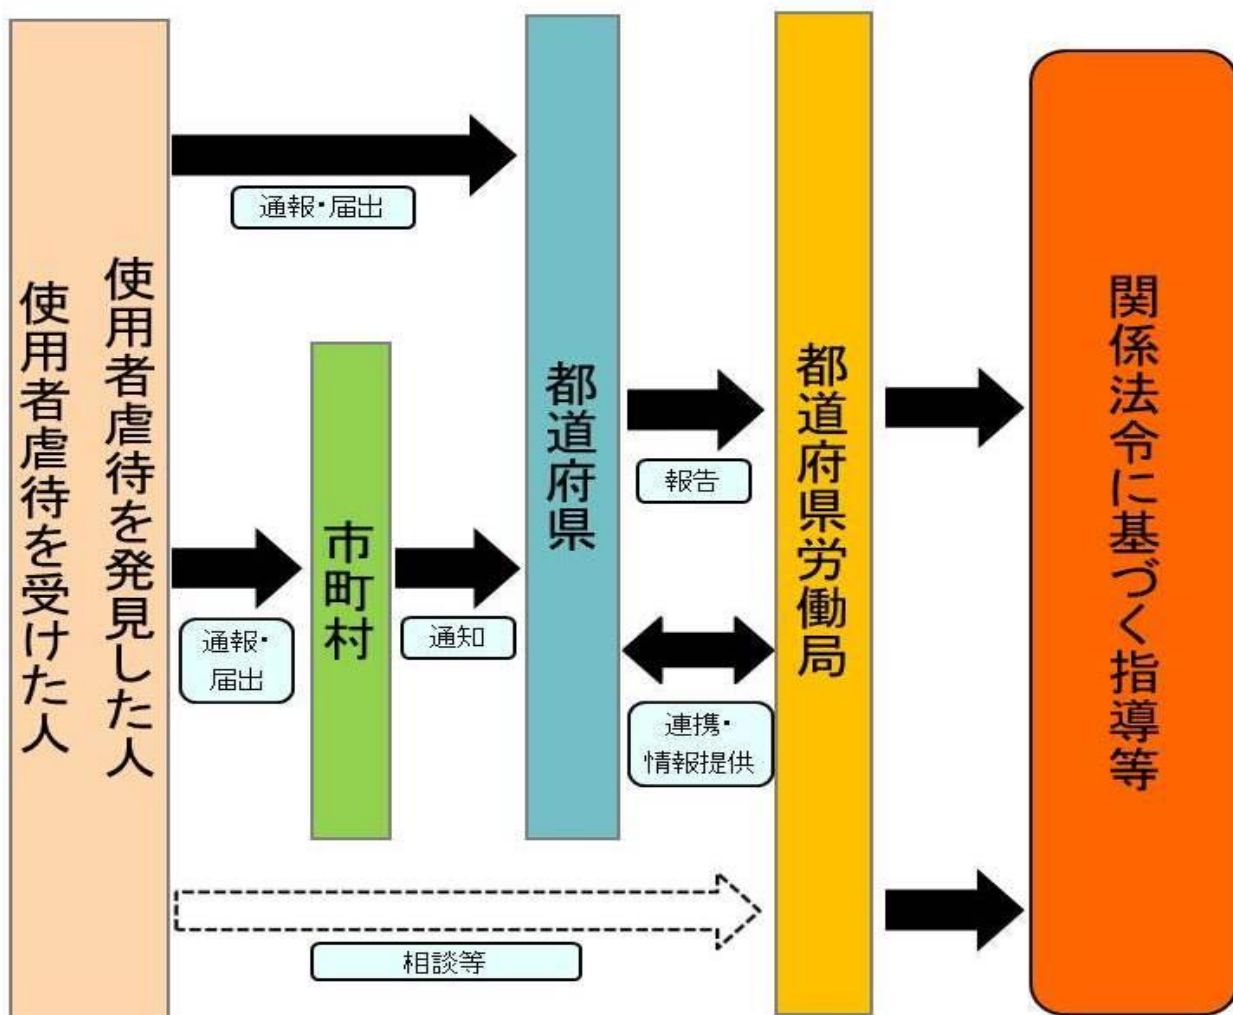 使用者虐待を発見した人
使用者虐待を受けた人
通報・届出
通報・
届出
市町村
通知
都道府県
報告
連携・
情報提供
相談等
都道府県労働局
関係法令に基づく指導等